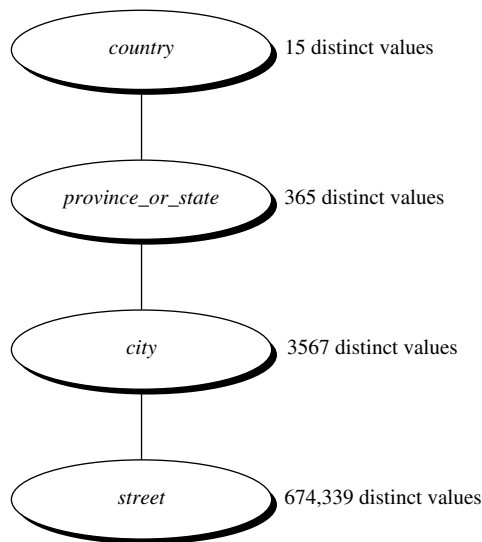 country 15 distinct values
province_or_state 365 distinct values
city 3567 distinct values
street 674,339 distinct values